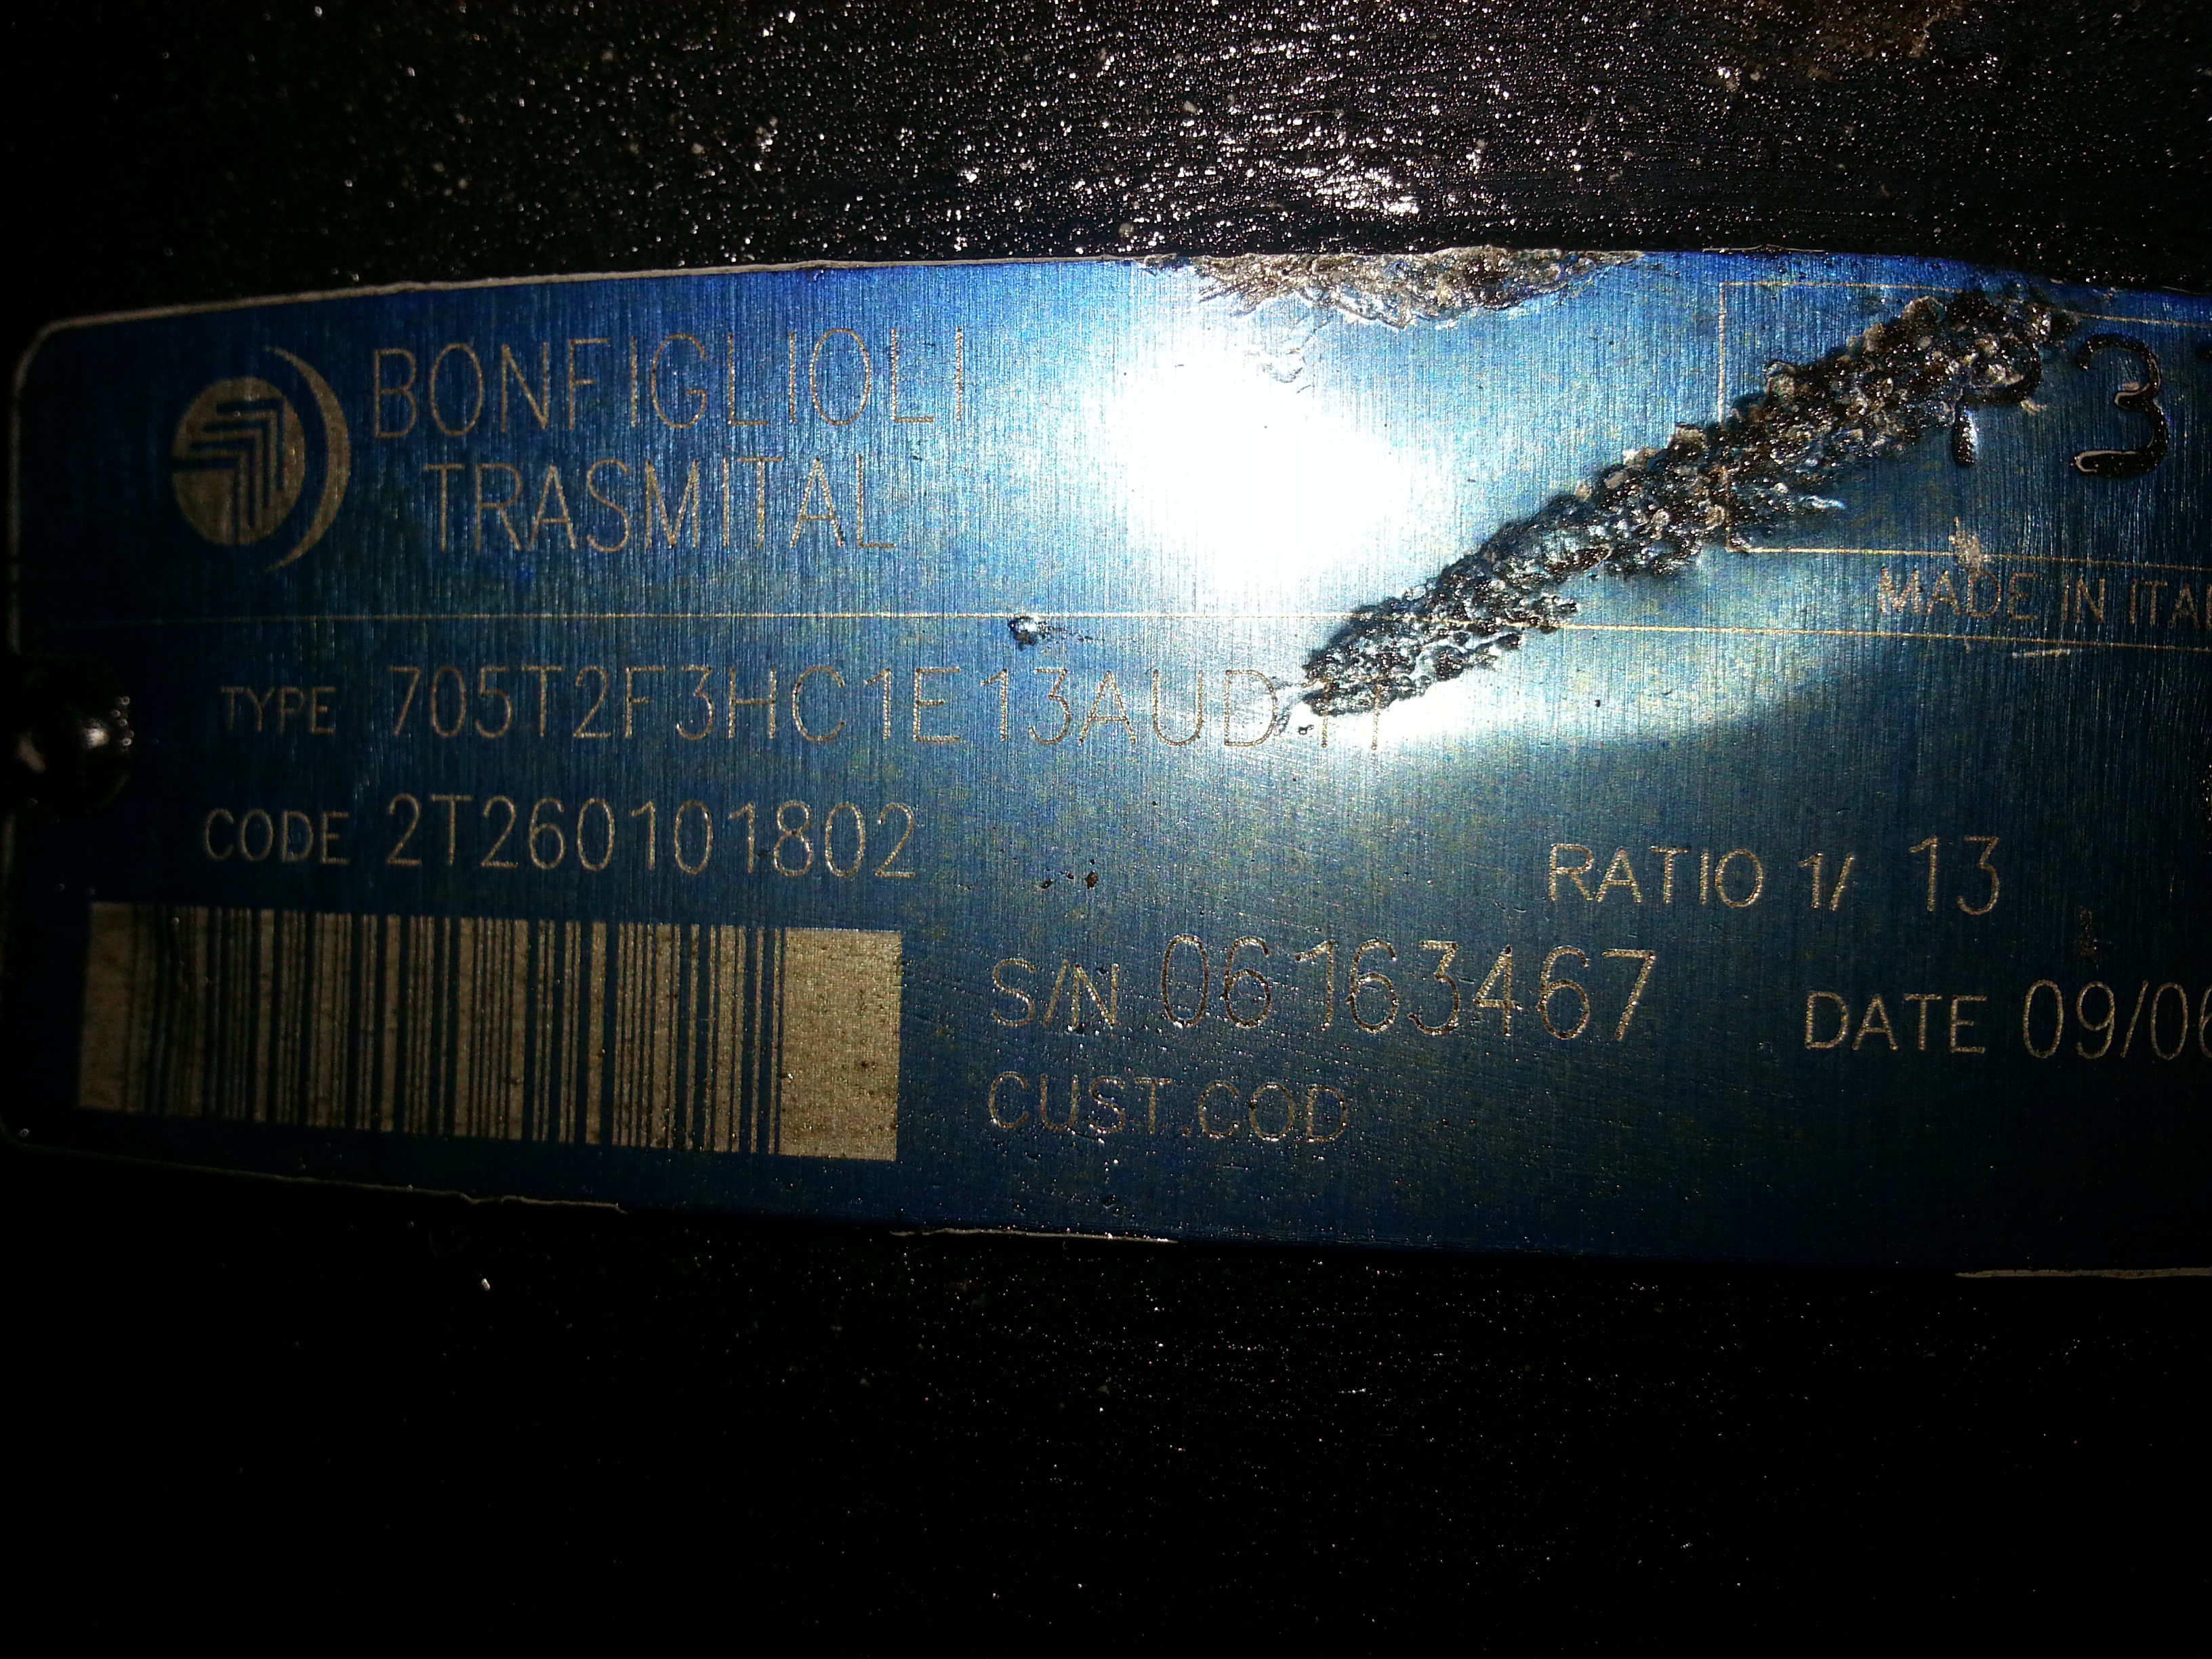 BONFIGLIOLI
TRASMITAL
MADE IN ITA
TYPE 705T2F3HC1E13AUD
CODE 2T260101802
RATIO 1/ 13
S/N 06163467
DATE 09/06
CUST.COD